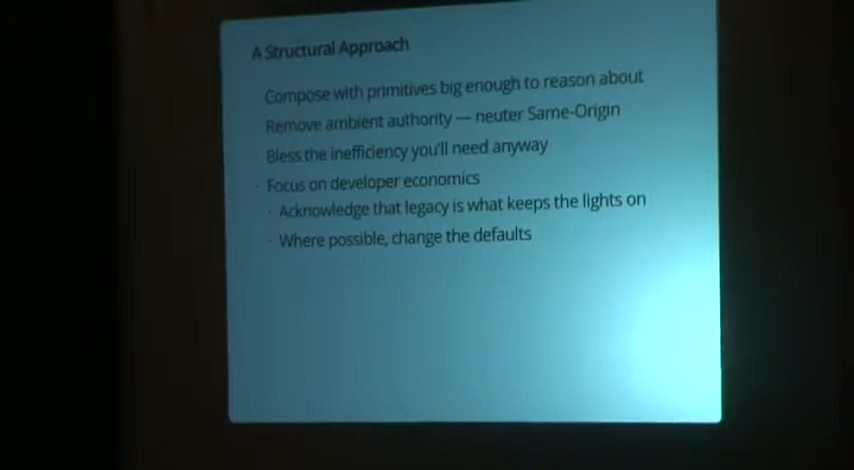 A Structural Approach
Compose with primitives big enough to reason about
Remove ambient authority — neuter Same-Origin
Bless the inefficiency you'll need anyway
· Focus on developer economics
· Acknowledge that legacy is what keeps the lights on
· Where possible, change the defaults